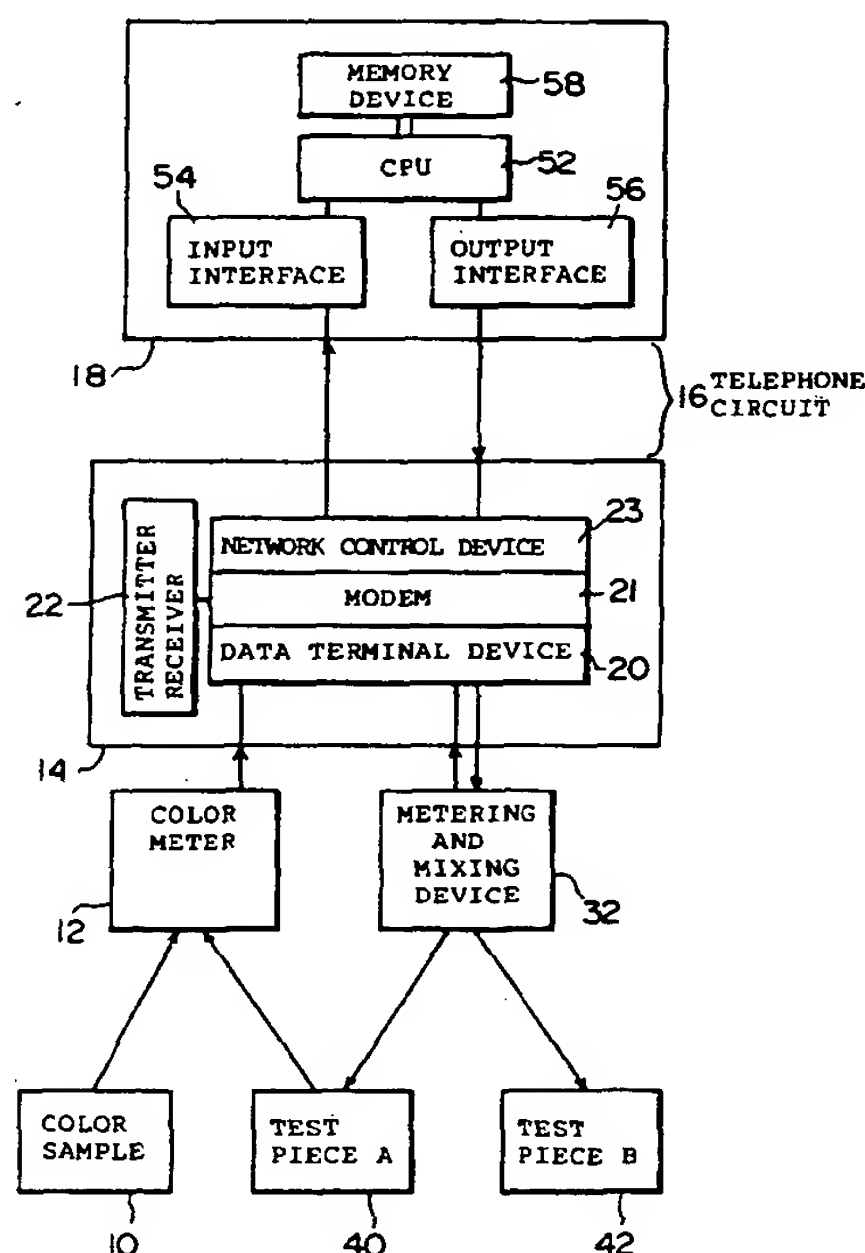 MEMORY
DEVICE
58
CPU
52
54
56
INPUT
INTERFACE
OUTPUT
INTERFACE
18
16 TELEPHONE
CIRCUIT
TRANSMITTER
RECEIVER
22
NETWORK CONTROL DEVICE
23
MODEM
21
DATA TERMINAL DEVICE
20
14
COLOR
METER
12
METERING
AND
MIXING
DEVICE
32
COLOR
SAMPLE
TEST
PIECE A
TEST
PIECE B
10
40
42